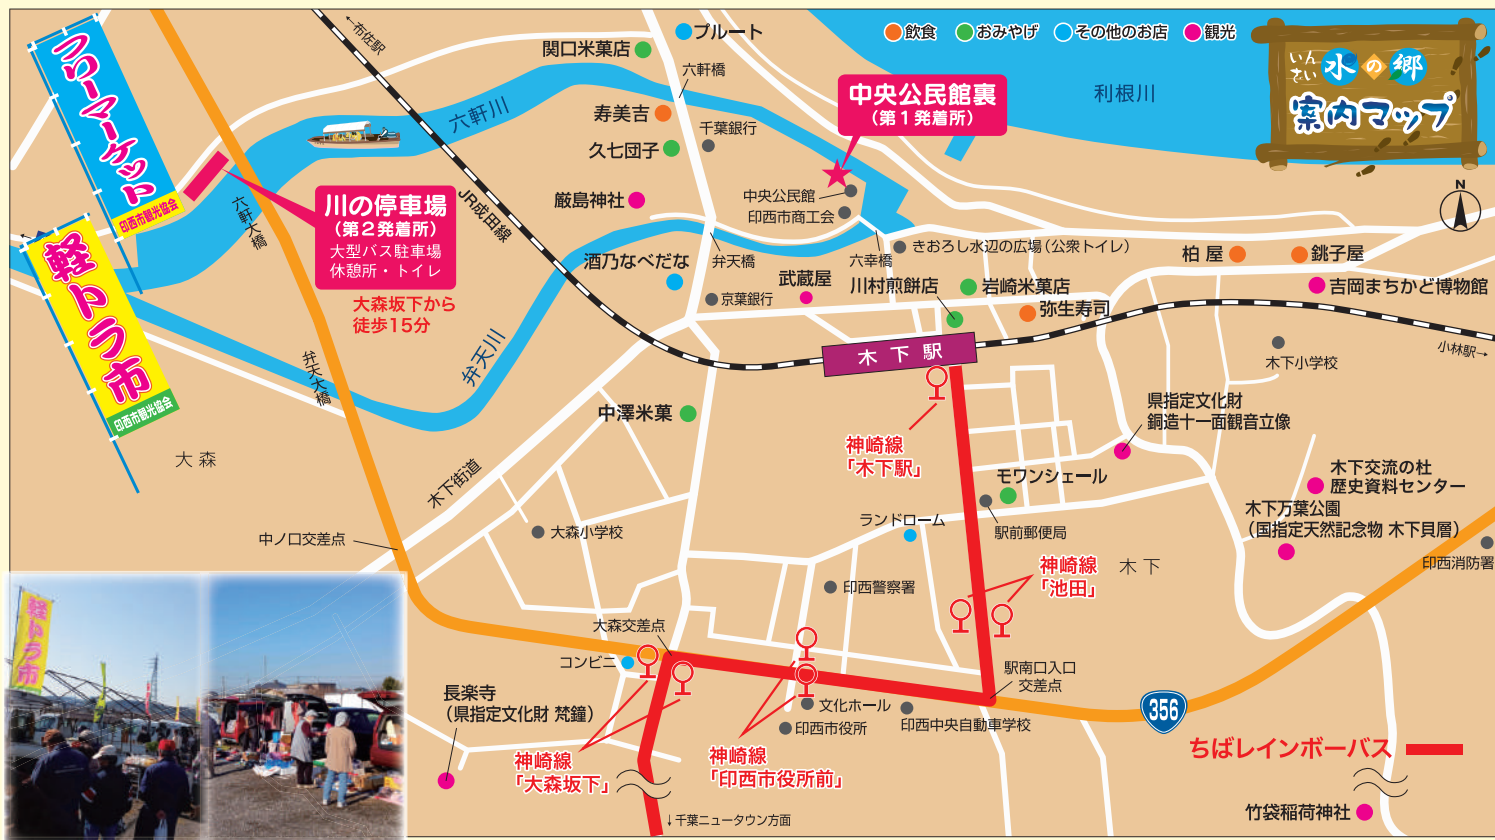 いんざい
水の郷
案内マップ
飲食
おみやげ
その他のお店
観光
フリーマーケット
印西市観光協会
軽トラ市
印西市観光協会
←布佐駅
関口米菓店
プルート
六軒橋
利根川
六軒川
寿美吉
千葉銀行
久七団子
中央公民館裏
(第1発着所)
中央公民館
印西市商工会
厳島神社
JR成田線
六軒大橋
川の停車場
(第2発着所)
大型バス駐車場
休憩所・トイレ
大森坂下から
徒歩15分
弁天橋
六幸橋
きおろし水辺の広場(公衆トイレ)
酒乃なべだな
京葉銀行
武蔵屋
川村煎餅店
岩崎米菓店
弥生寿司
柏屋
銚子屋
吉岡まちかど博物館
N
木下駅
木下小学校
小林駅→
弁天川
弁天大橋
中澤米菓
神崎線
「木下駅」
県指定文化財
銅造十一面観音立像
大森
木下街道
モワンシェール
木下交流の杜
歴史資料センター
木下万葉公園
(国指定天然記念物 木下貝層)
ランドローム
駅前郵便局
中ノ口交差点
大森小学校
印西消防署
神崎線
「池田」
木下
印西警察署
大森交差点
コンビニ
駅南口入口
交差点
長楽寺
(県指定文化財 梵鐘)
文化ホール
印西市役所
印西中央自動車学校
356
神崎線
「大森坂下」
神崎線
「印西市役所前」
ちばレインボーバス
↓千葉ニュータウン方面
竹袋稲荷神社
軽トラ市